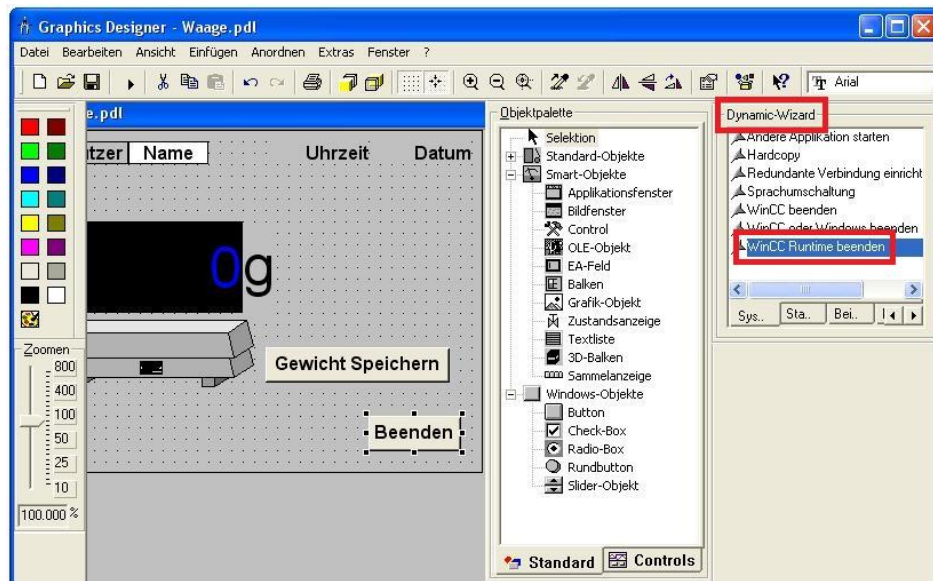 Graphics Designer - Waage.pdl
Datei Bearbeiten Ansicht Einfügen Anordnen Extras Fenster ?
Arial
e.pdl
Objektpalette
Dynamic-Wizard
tzer Name Uhrzeit Datum
0g
Gewicht Speichern
Beenden
Zoomen
800
400
100
50
25
10
100.000 %
Selektion
Standard-Objekte
Smart-Objekte
Applikationsfenster
Bildfenster
Control
OLE-Objekt
EA-Feld
Balken
Grafik-Objekt
Zustandsanzeige
Textliste
3D-Balken
Sammelanzeige
Windows-Objekte
Button
Check-Box
Radio-Box
Rundbutton
Slider-Objekt
Standard Controls
Andere Applikation starten
Hardcopy
Redundante Verbindung einricht
Sprachumschaltung
WinCC beenden
WinCC oder Windows beenden
WinCC Runtime beenden
Sys.. Sta.. Bei..